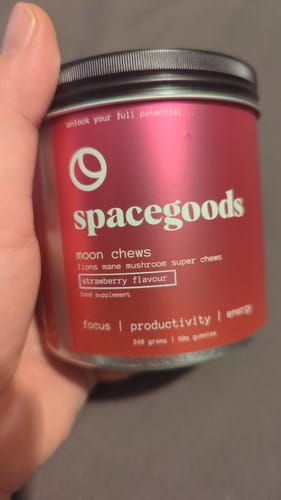 unlock your full potential...
spacegoods
moon chews
lions mane mushroom super chews
strawberry flavour
food supplement
focus | productivity | energy
240 grams | 60x gummies